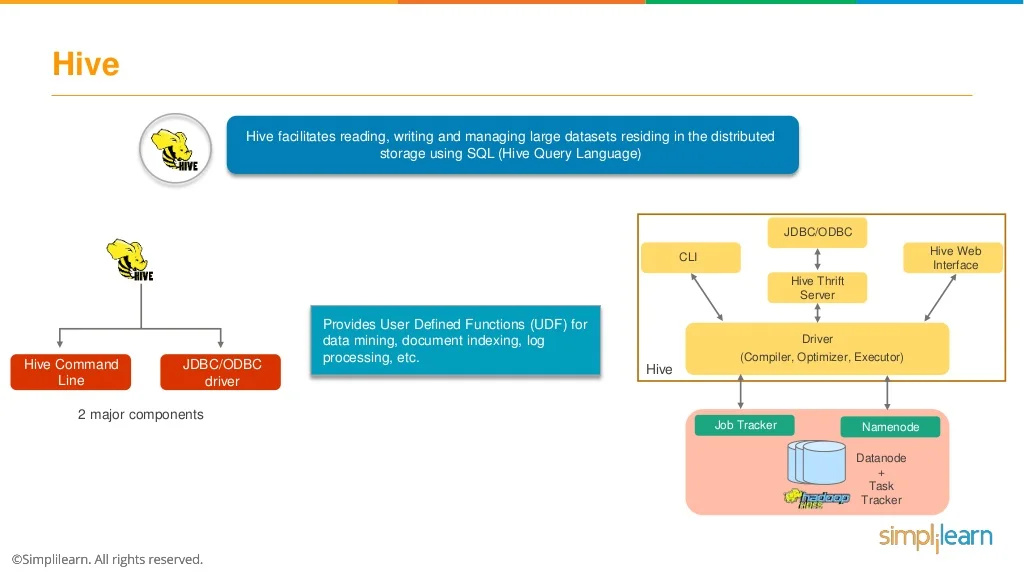 Hive
HIVE
Hive facilitates reading, writing and managing large datasets residing in the distributed
storage using SQL (Hive Query Language)
HIVE
Hive Command
Line
JDBC/ODBC
driver
2 major components
Provides User Defined Functions (UDF) for
data mining, document indexing, log
processing, etc.
JDBC/ODBC
CLI
Hive Web
Interface
Hive Thrift
Server
Driver
(Compiler, Optimizer, Executor)
Hive
Job Tracker
Namenode
Datanode
+
Task
Tracker
hadoop
HDFS
simplilearn
©Simplilearn. All rights reserved.